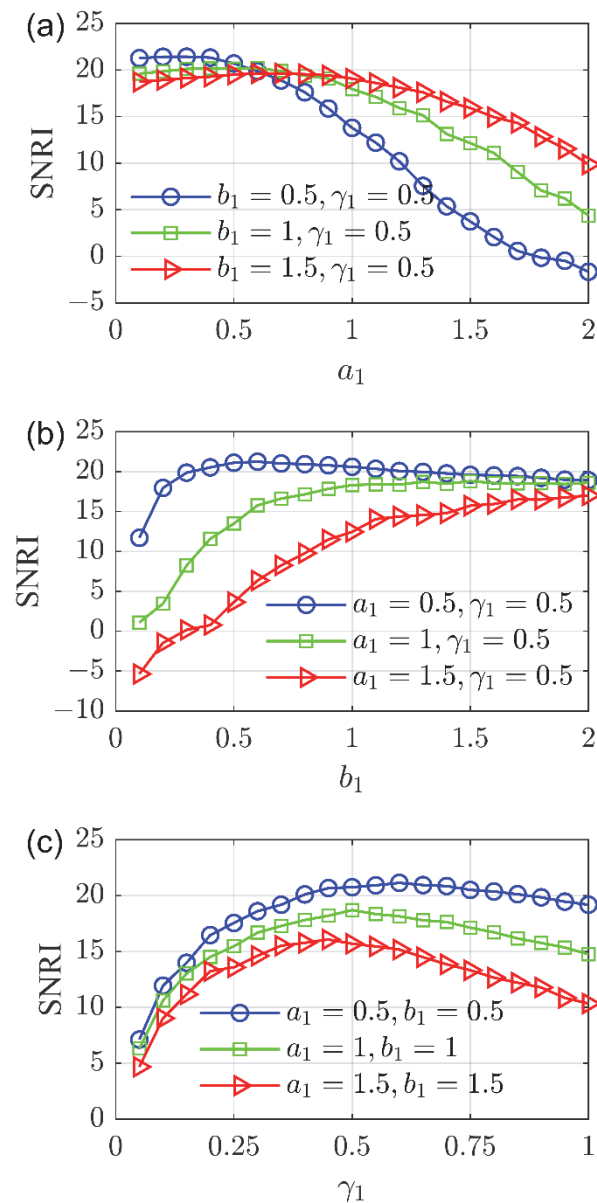 (a)
25
20
15
10
5
0
−5
SNRI
b₁ = 0.5, γ₁ = 0.5
b₁ = 1, γ₁ = 0.5
b₁ = 1.5, γ₁ = 0.5
0 0.5 1 1.5 2
a₁
(b)
25
20
15
10
5
0
−5
−10
SNRI
a₁ = 0.5, γ₁ = 0.5
a₁ = 1, γ₁ = 0.5
a₁ = 1.5, γ₁ = 0.5
0 0.5 1 1.5 2
b₁
(c)
25
20
15
10
5
0
SNRI
a₁ = 0.5, b₁ = 0.5
a₁ = 1, b₁ = 1
a₁ = 1.5, b₁ = 1.5
0 0.25 0.5 0.75 1
γ₁